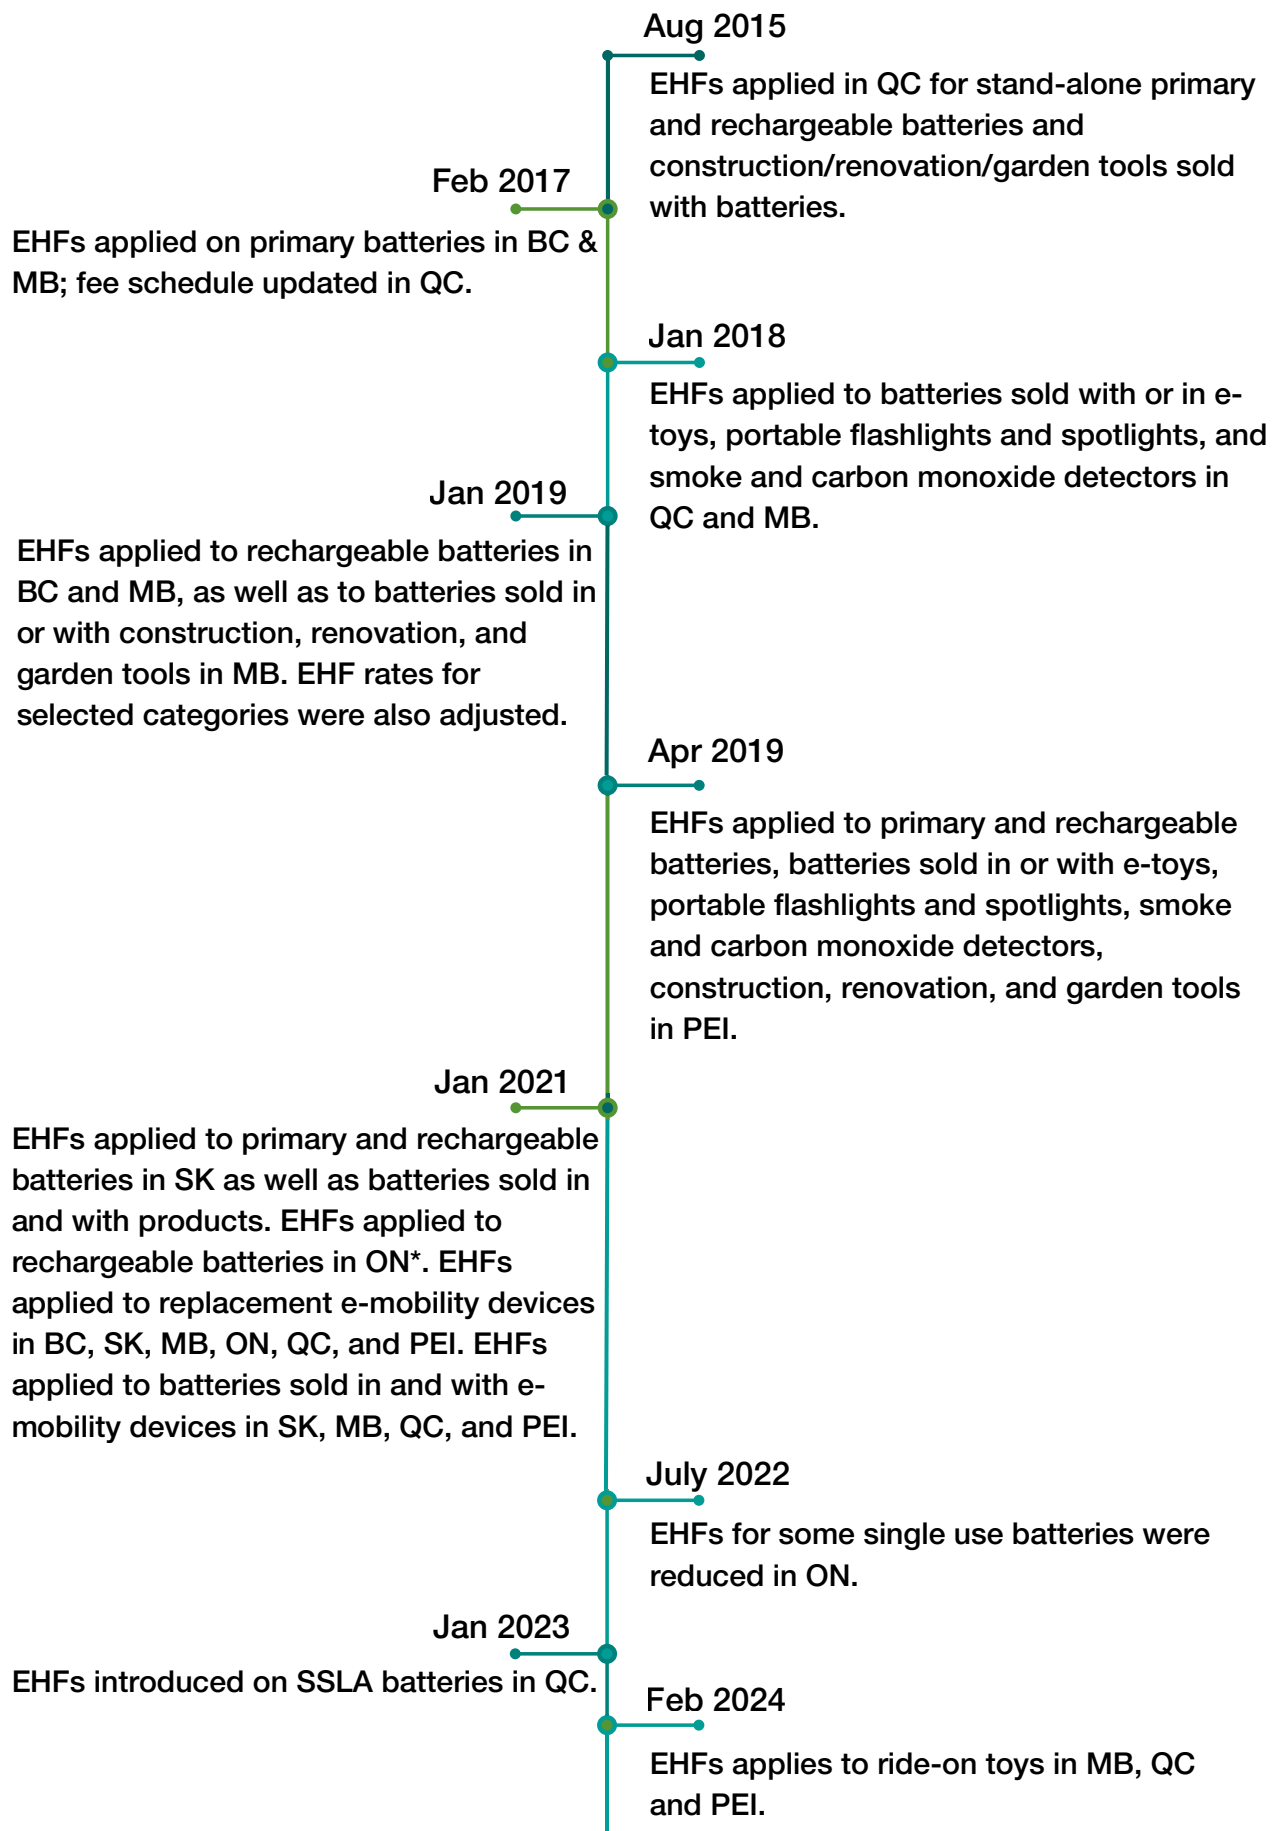 Aug 2015
EHFs applied in QC for stand-alone primary
and rechargeable batteries and
construction/renovation/garden tools sold
with batteries.
Feb 2017
EHFs applied on primary batteries in BC &
MB; fee schedule updated in QC.
Jan 2018
EHFs applied to batteries sold with or in e-
toys, portable flashlights and spotlights, and
smoke and carbon monoxide detectors in
QC and MB.
Jan 2019
EHFs applied to rechargeable batteries in
BC and MB, as well as to batteries sold in
or with construction, renovation, and
garden tools in MB. EHF rates for
selected categories were also adjusted.
Apr 2019
EHFs applied to primary and rechargeable
batteries, batteries sold in or with e-toys,
portable flashlights and spotlights, smoke
and carbon monoxide detectors,
construction, renovation, and garden tools
in PEI.
Jan 2021
EHFs applied to primary and rechargeable
batteries in SK as well as batteries sold in
and with products. EHFs applied to
rechargeable batteries in ON*. EHFs
applied to replacement e-mobility devices
in BC, SK, MB, ON, QC, and PEI. EHFs
applied to batteries sold in and with e-
mobility devices in SK, MB, QC, and PEI.
July 2022
EHFs for some single use batteries were
reduced in ON.
Jan 2023
EHFs introduced on SSLA batteries in QC.
Feb 2024
EHFs applies to ride-on toys in MB, QC
and PEI.